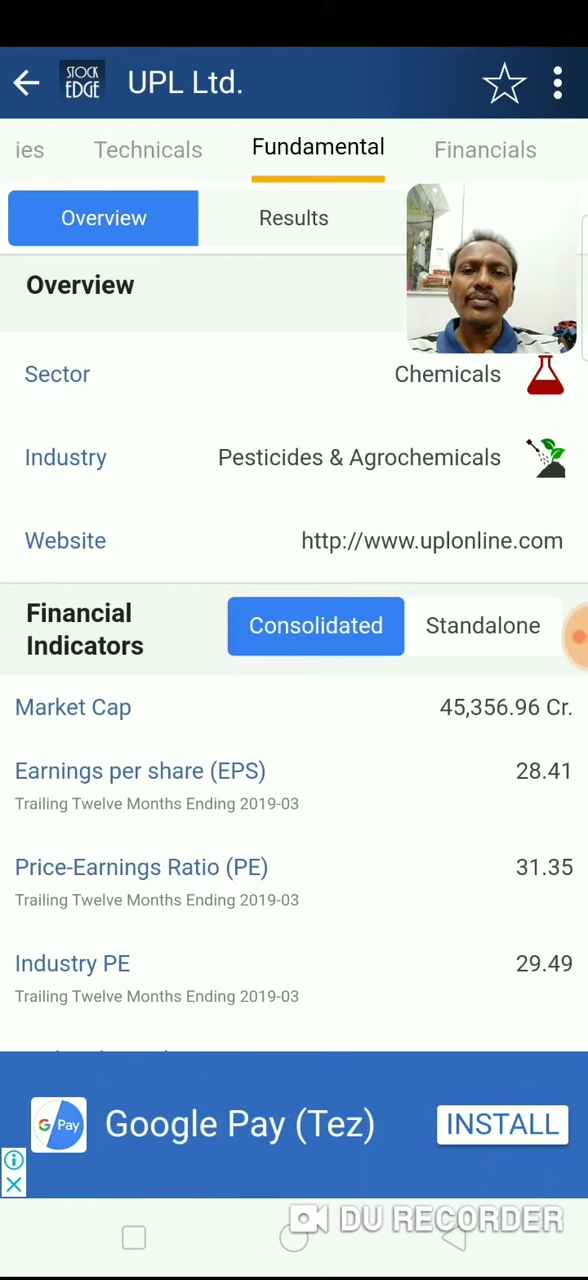 STOCK
EDGE
UPL Ltd.
ies Technicals Fundamental Financials
Overview Results
Overview
Sector Chemicals
Industry Pesticides & Agrochemicals
Website http://www.uplonline.com
Financial
Indicators
Consolidated Standalone
Market Cap 45,356.96 Cr.
Earnings per share (EPS) 28.41
Trailing Twelve Months Ending 2019-03
Price-Earnings Ratio (PE) 31.35
Trailing Twelve Months Ending 2019-03
Industry PE 29.49
Trailing Twelve Months Ending 2019-03
G Pay Google Pay (Tez) INSTALL
DU RECORDER